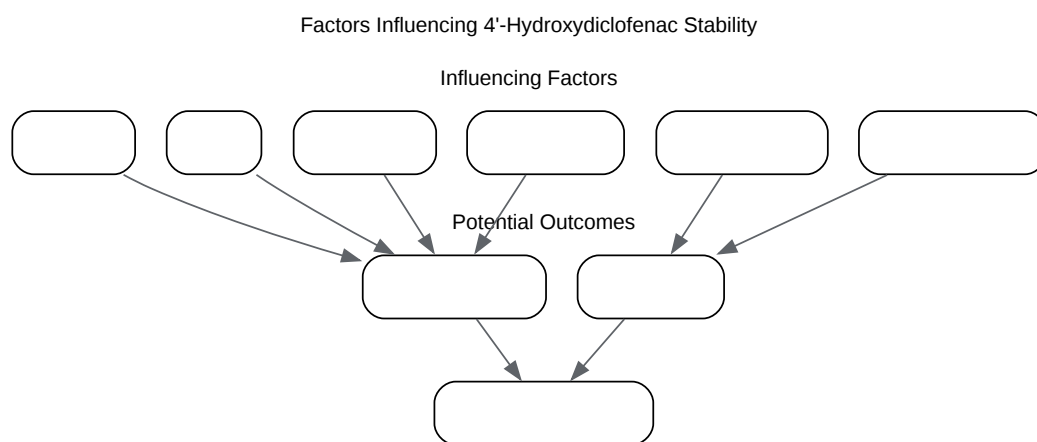 Factors Influencing 4'-Hydroxydiclofenac Stability
Influencing Factors
Potential Outcomes